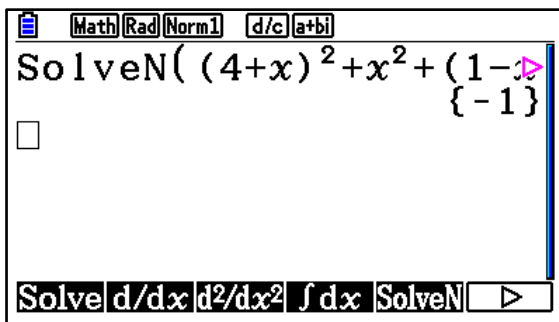 Math Rad Norm1 d/c a+bi
SolveN((4+x)²+x²+(1-
{-1}
Solve d/dx d²/dx² ∫dx SolveN ▷